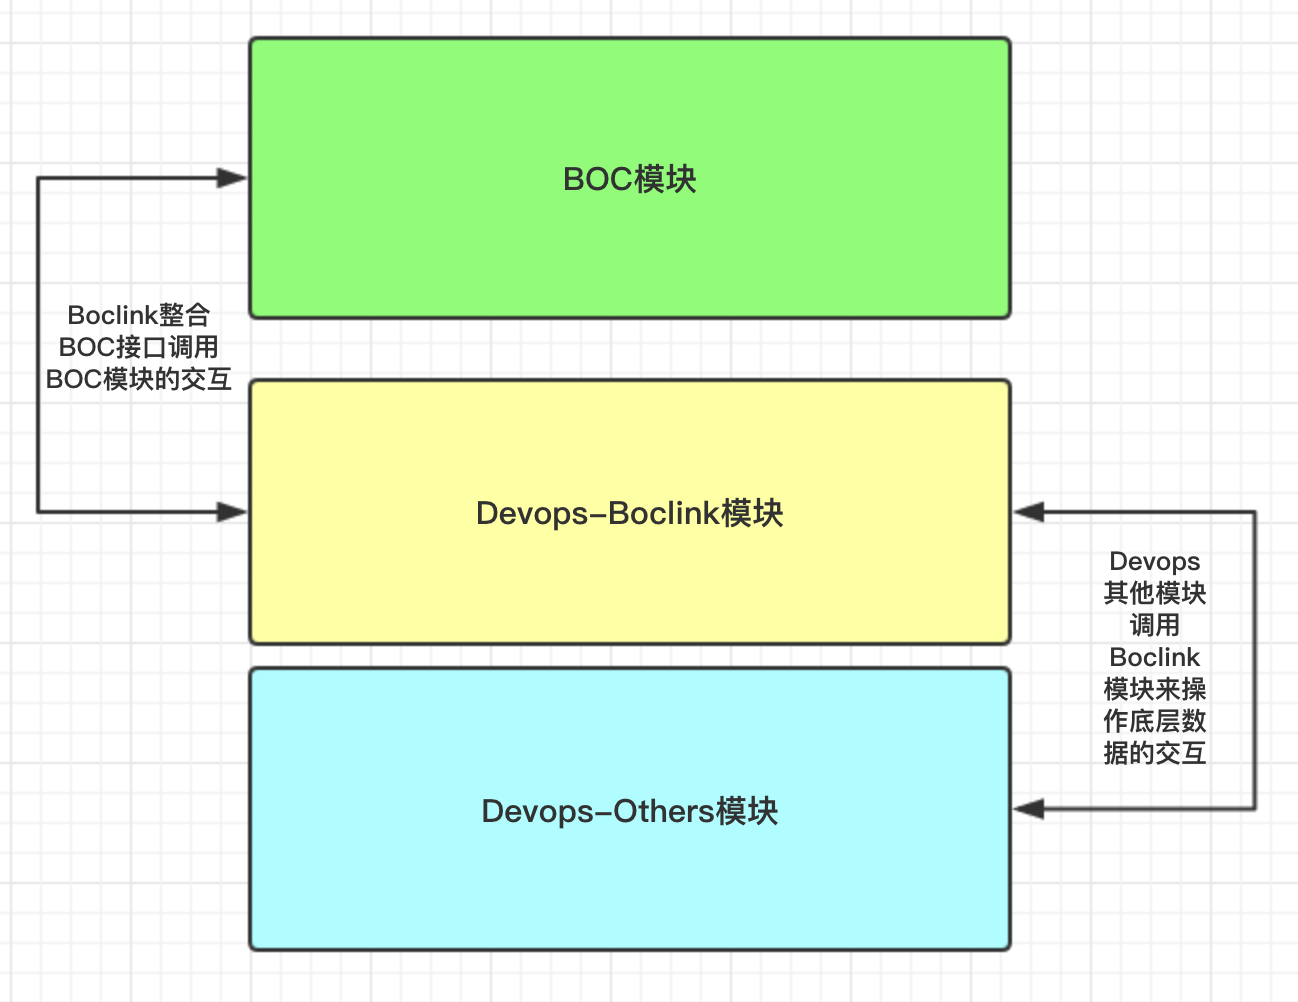 BOC模块
Boclink整合
BOC接口调用
BOC模块的交互
Devops-Boclink模块
Devops
其他模块
调用
Boclink
模块来操
作底层数
据的交互
Devops-Others模块